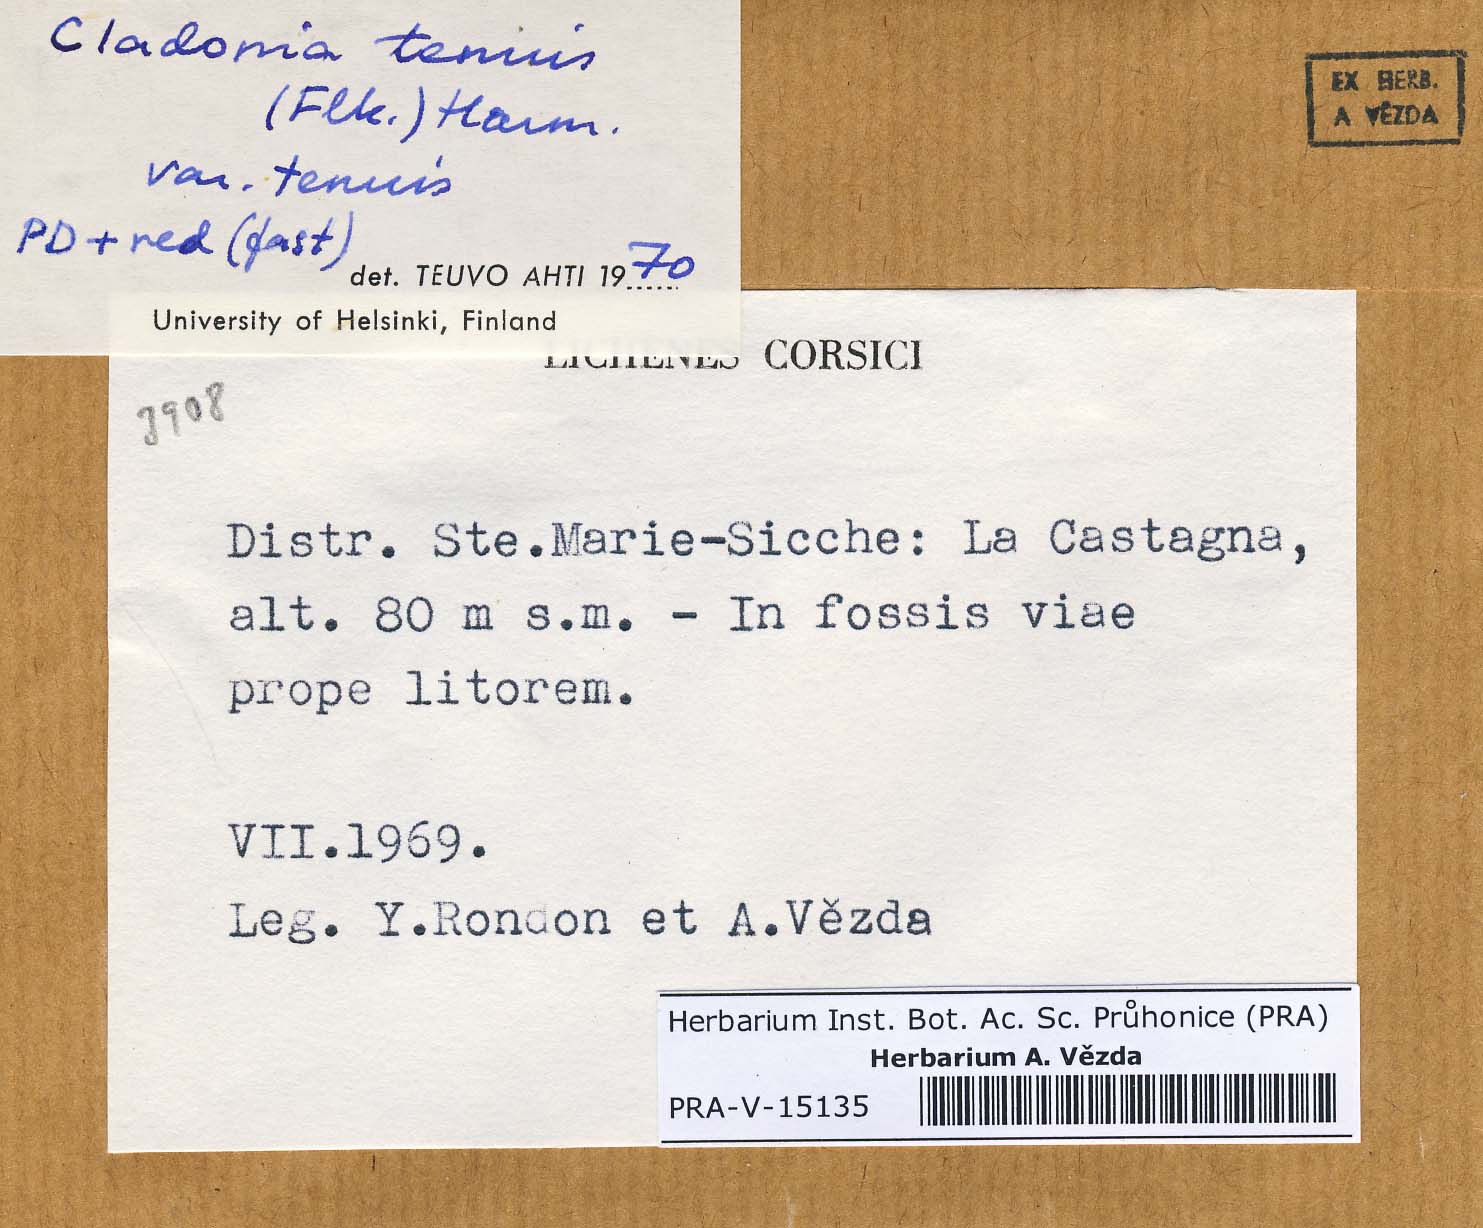 Cladonia tenuis
(Flk.) Harm.
var. tenuis
PD + red (fast)
det. TEUVO AHTI 1970
University of Helsinki, Finland
EX HERB.
A VĚZDA
LICHENES CORSICI
3908
Distr. Ste.Marie-Sicche: La Castagna,
alt. 80 m s.m. - In fossis viae
prope litorem.
VII.1969.
Leg. Y.Rondon et A.Vězda
Herbarium Inst. Bot. Ac. Sc. Průhonice (PRA)
Herbarium A. Vězda
PRA-V-15135